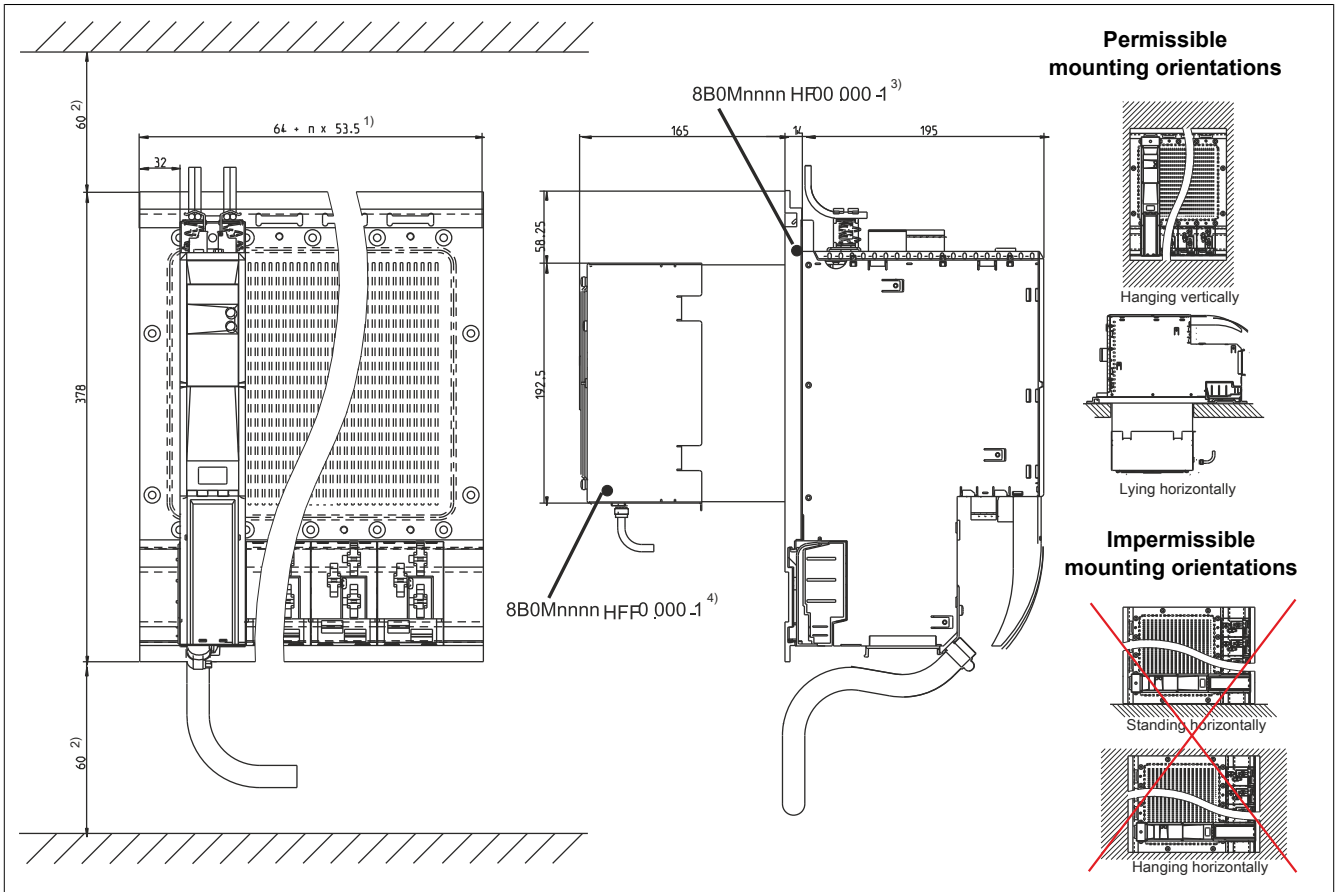 Permissible
mounting orientations
8B0Mnnnn HF00.000-1 3)
60 2)
64 + n x 53.5 1)
32
165
14
195
58.25
378
192.5
Hanging vertically
Lying horizontally
Impermissible
mounting orientations
8B0Mnnnn HFF0.000-1 4)
Standing horizontally
60 2)
Hanging horizontally